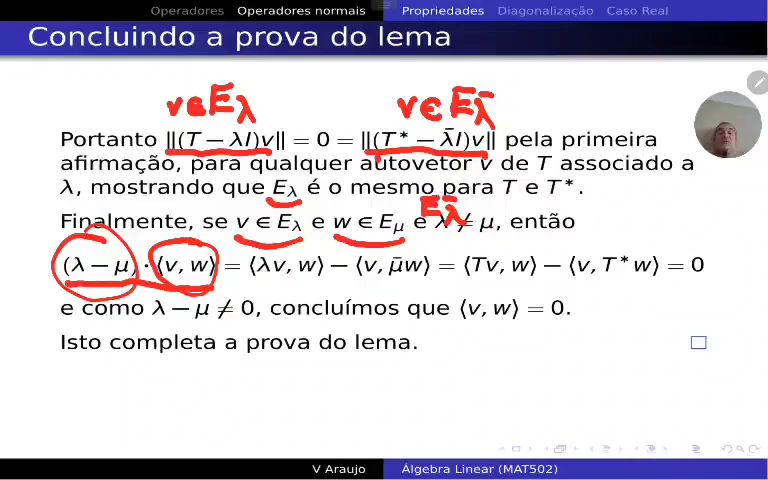 Operadores Operadores normais Propriedades Diagonalização Caso Real
Concluindo a prova do lema
v∈Eλ v∈Eλ̄
Portanto ‖(T − λI)v‖ = 0 = ‖(T* − λ̄I)v‖ pela primeira
afirmação, para qualquer autovetor v de T associado a
λ, mostrando que Eλ é o mesmo para T e T*.
Eλ̄
Finalmente, se v ∈ Eλ e w ∈ Eμ e λ ≠ μ, então
(λ − μ) · ⟨v, w⟩ = ⟨λv, w⟩ − ⟨v, μ̄w⟩ = ⟨Tv, w⟩ − ⟨v, T*w⟩ = 0
e como λ − μ ≠ 0, concluímos que ⟨v, w⟩ = 0.
Isto completa a prova do lema.
V Araujo Álgebra Linear (MAT502)